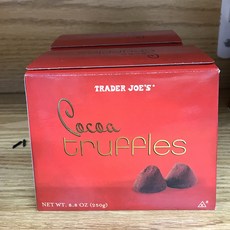 TRADER JOE'S
Cocoa
truffles
NET WT. 8.8 OZ (250g)